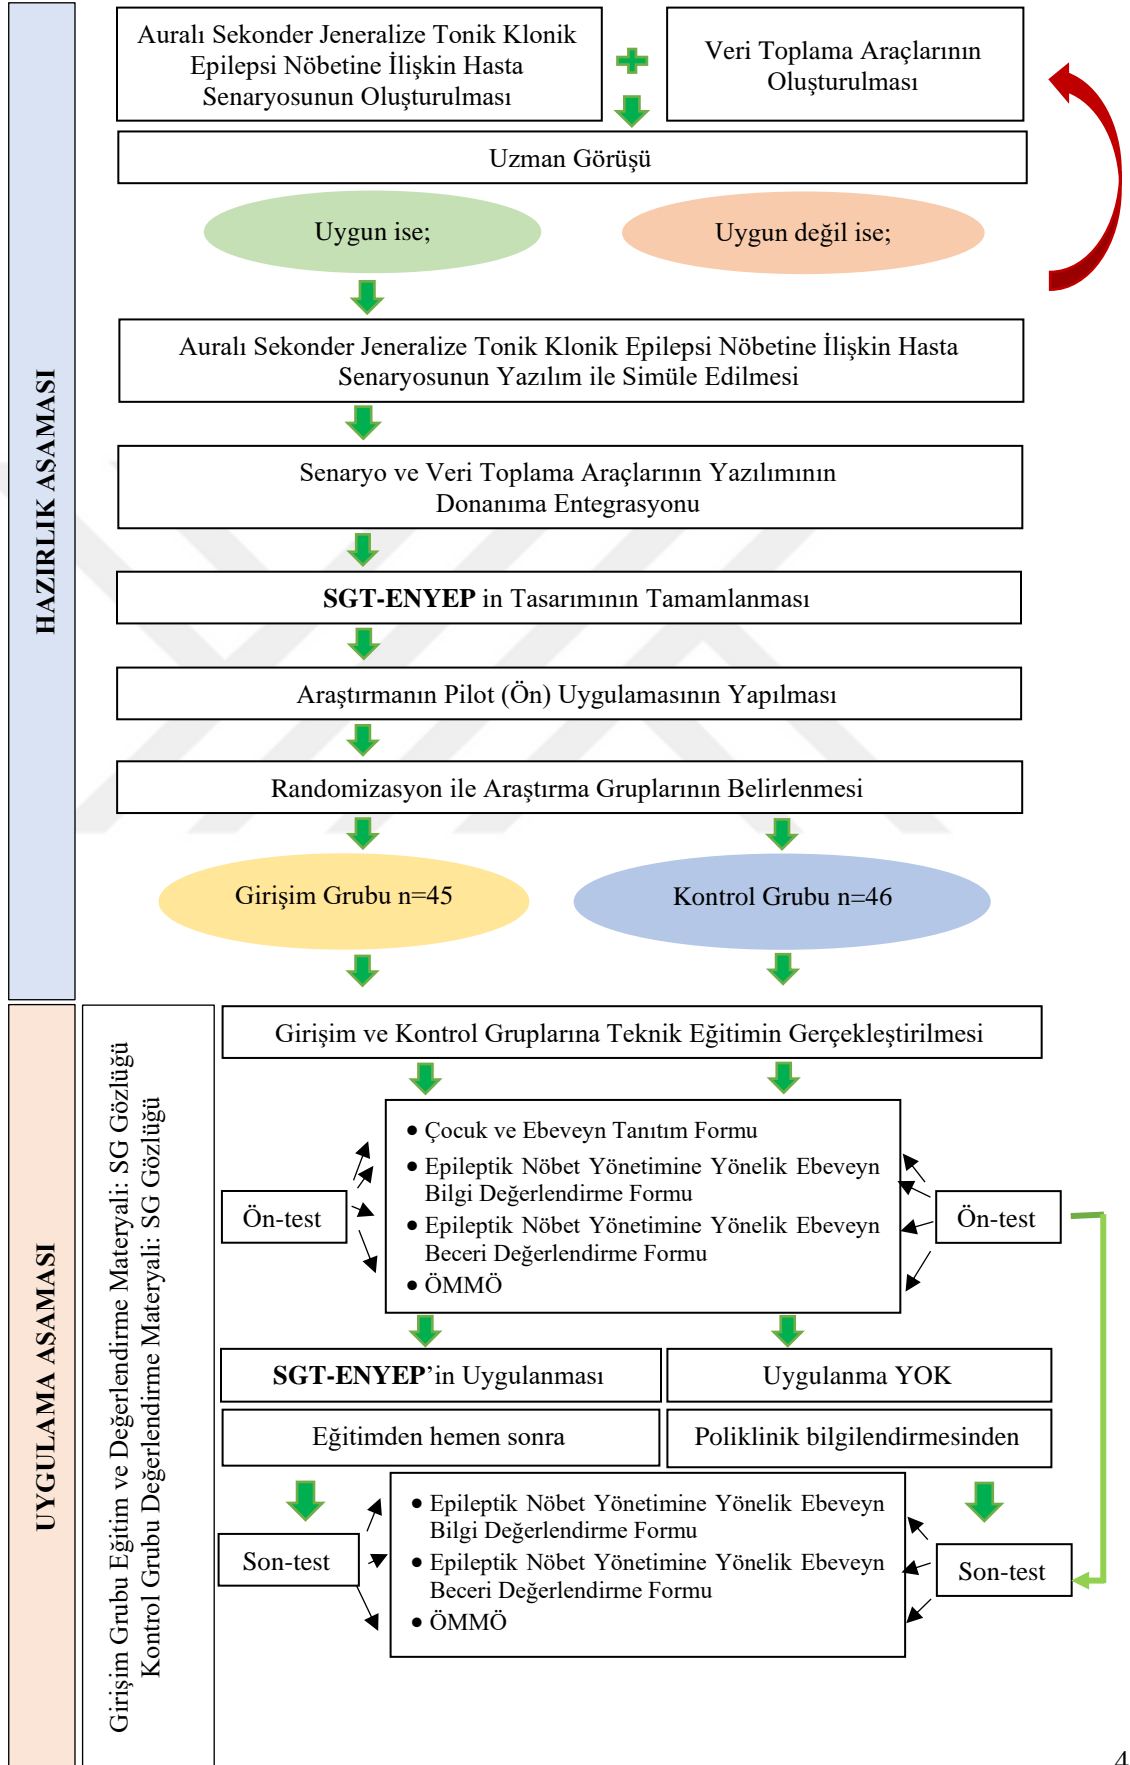 Auralı Sekonder Jeneralize Tonik Klonik
Epilepsi Nöbetine İlişkin Hasta
Senaryosunun Oluşturulması
Veri Toplama Araçlarının
Oluşturulması
Uzman Görüşü
Uygun ise;
Uygun değil ise;
Auralı Sekonder Jeneralize Tonik Klonik Epilepsi Nöbetine İlişkin Hasta
Senaryosunun Yazılım ile Simüle Edilmesi
Senaryo ve Veri Toplama Araçlarının Yazılımının
Donanıma Entegrasyonu
SGT-ENYEP in Tasarımının Tamamlanması
Araştırmanın Pilot (Ön) Uygulamasının Yapılması
Randomizasyon ile Araştırma Gruplarının Belirlenmesi
Girişim Grubu n=45
Kontrol Grubu n=46
HAZIRLIK AŞAMASI
Girişim ve Kontrol Gruplarına Teknik Eğitimin Gerçekleştirilmesi
UYGULAMA AŞAMASI
Girişim Grubu Eğitim ve Değerlendirme Materyali: SG Gözlüğü
Kontrol Grubu Değerlendirme Materyali: SG Gözlüğü
Ön-test
• Çocuk ve Ebeveyn Tanıtım Formu
• Epileptik Nöbet Yönetimine Yönelik Ebeveyn
Bilgi Değerlendirme Formu
• Epileptik Nöbet Yönetimine Yönelik Ebeveyn
Beceri Değerlendirme Formu
• ÖMMÖ
Ön-test
SGT-ENYEP’in Uygulanması
Uygulanma YOK
Eğitimden hemen sonra
Poliklinik bilgilendirmesinden
Son-test
• Epileptik Nöbet Yönetimine Yönelik Ebeveyn
Bilgi Değerlendirme Formu
• Epileptik Nöbet Yönetimine Yönelik Ebeveyn
Beceri Değerlendirme Formu
• ÖMMÖ
Son-test
4